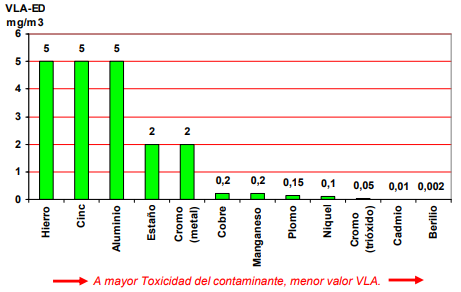 VLA-ED
mg/m3
6
5
4
3
2
1
0
5
5
5
2
2
0,2
0,2
0,15
0,1
0,05
0,01
0,002
Hierro
Cinc
Aluminio
Estaño
Cromo
(metal)
Cobre
Manganeso
Plomo
Niquel
Cromo
(trióxido)
Cadmio
Berilio
A mayor Toxicidad del contaminante, menor valor VLA.